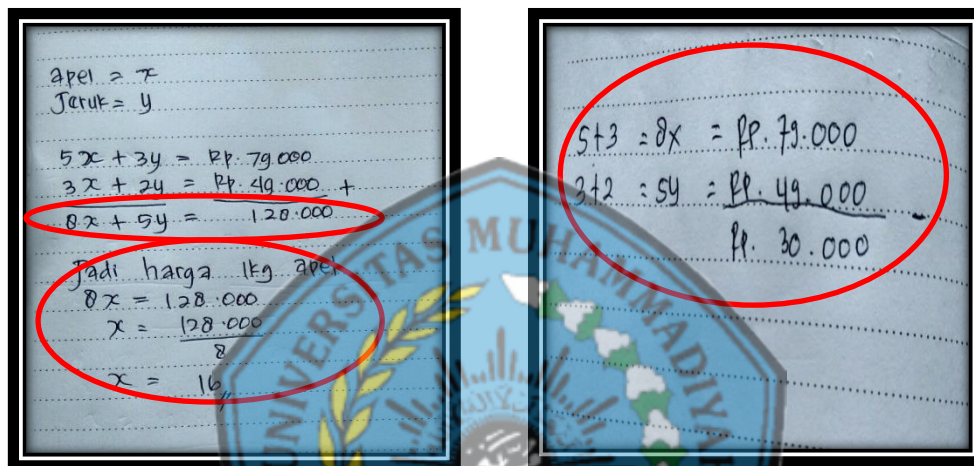 apel = x
Jeruk = y
5x + 3y = Rp. 79.000
3x + 2y = Rp. 49.000 +
8x + 5y = 128.000
Jadi harga 1kg apel
8x = 128.000
x = 128.000
8
x = 16,,
5+3 = 8x = Rp. 79.000
3+2 = 5y = Rp. 49.000 -
Rp. 30.000
UNIVERSITAS MUHAMMADIYA